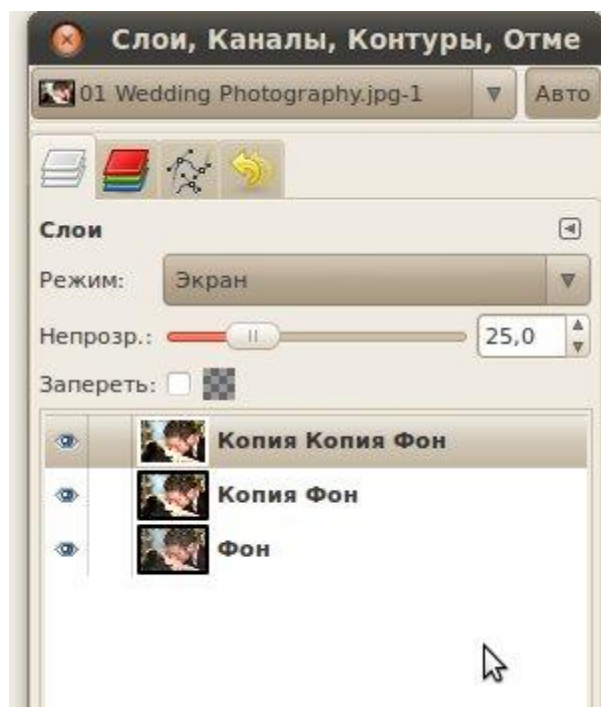 Слои, Каналы, Контуры, Отме
01 Wedding Photography.jpg-1 Авто
Слои
Режим: Экран
Непрозр.: 25,0
Запереть:
Копия Копия Фон
Копия Фон
Фон